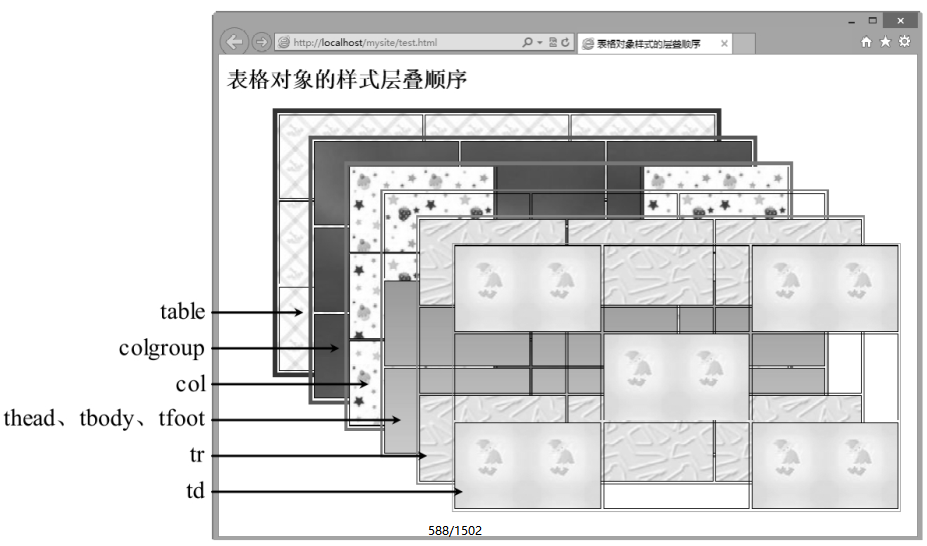 http://localhost/mysite/test.html
表格对象样式的层叠顺序
表格对象的样式层叠顺序
table
colgroup
col
thead、tbody、tfoot
tr
td
588/1502